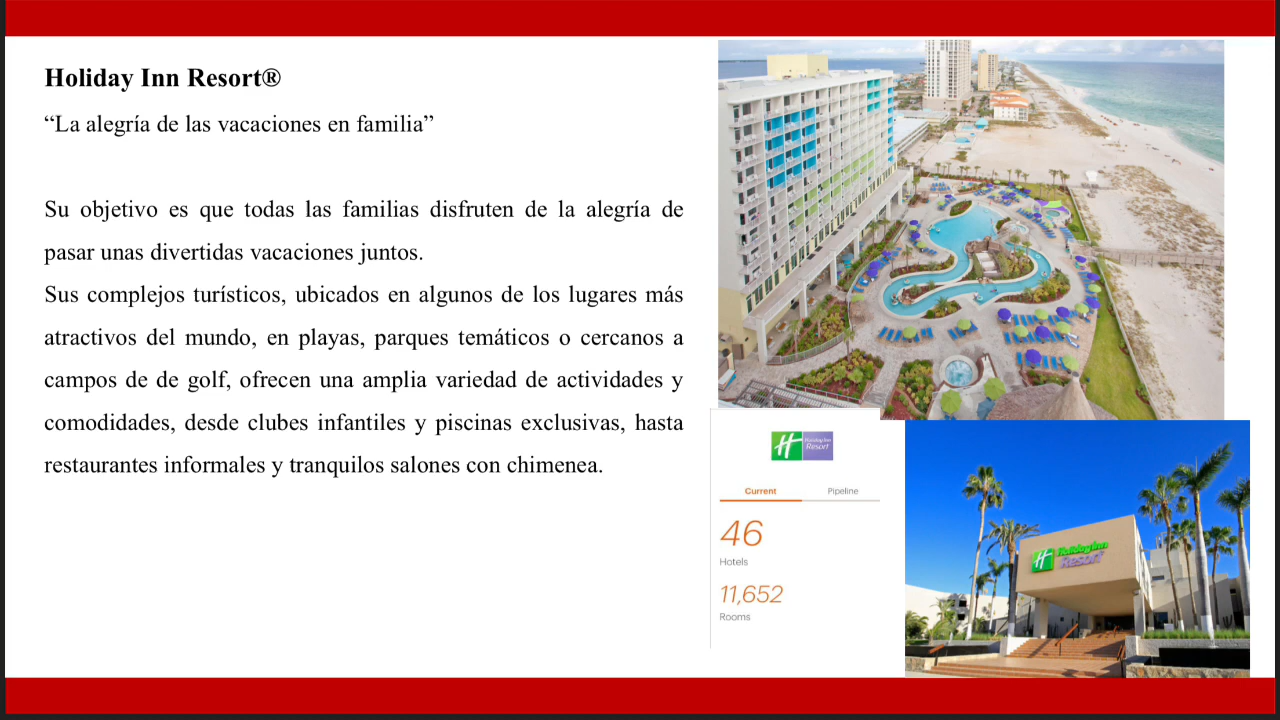 Holiday Inn Resort®
“La alegría de las vacaciones en familia”
Su objetivo es que todas las familias disfruten de la alegría de
pasar unas divertidas vacaciones juntos.
Sus complejos turísticos, ubicados en algunos de los lugares más
atractivos del mundo, en playas, parques temáticos o cercanos a
campos de de golf, ofrecen una amplia variedad de actividades y
comodidades, desde clubes infantiles y piscinas exclusivas, hasta
restaurantes informales y tranquilos salones con chimenea.
H Holiday Inn
Resort
Current Pipeline
46
Hotels
11,652
Rooms
H Holiday Inn
Resort